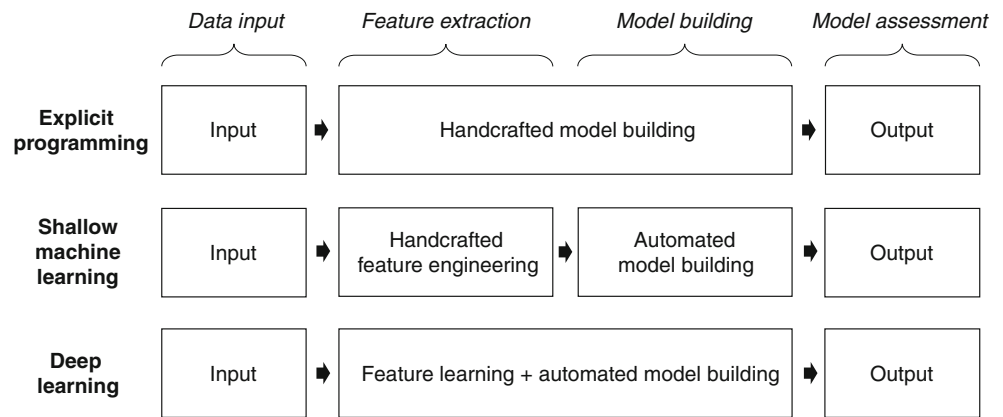 Data input
Feature extraction
Model building
Model assessment
Explicit
programming
Input
Handcrafted model building
Output
Shallow
machine
learning
Input
Handcrafted
feature engineering
Automated
model building
Output
Deep
learning
Input
Feature learning + automated model building
Output